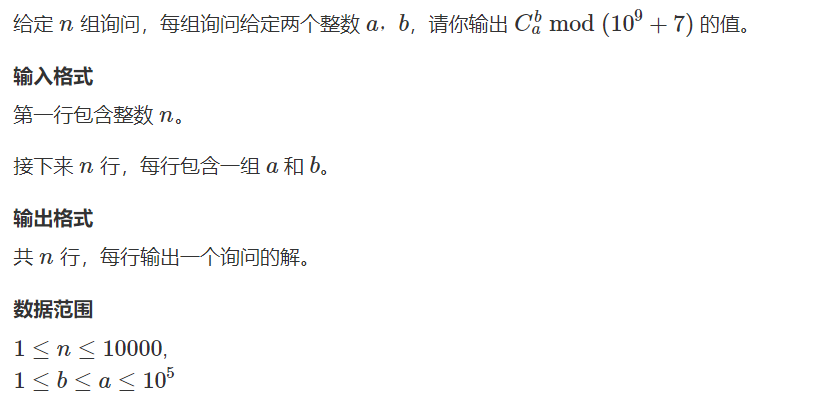 给定 $n$ 组询问，每组询问给定两个整数 $a$，$b$，请你输出 $C_a^b \bmod (10^9 + 7)$ 的值。
输入格式
第一行包含整数 $n$。
接下来 $n$ 行，每行包含一组 $a$ 和 $b$。
输出格式
共 $n$ 行，每行输出一个询问的解。
数据范围
$1 \le n \le 10000$,
$1 \le b \le a \le 10^5$